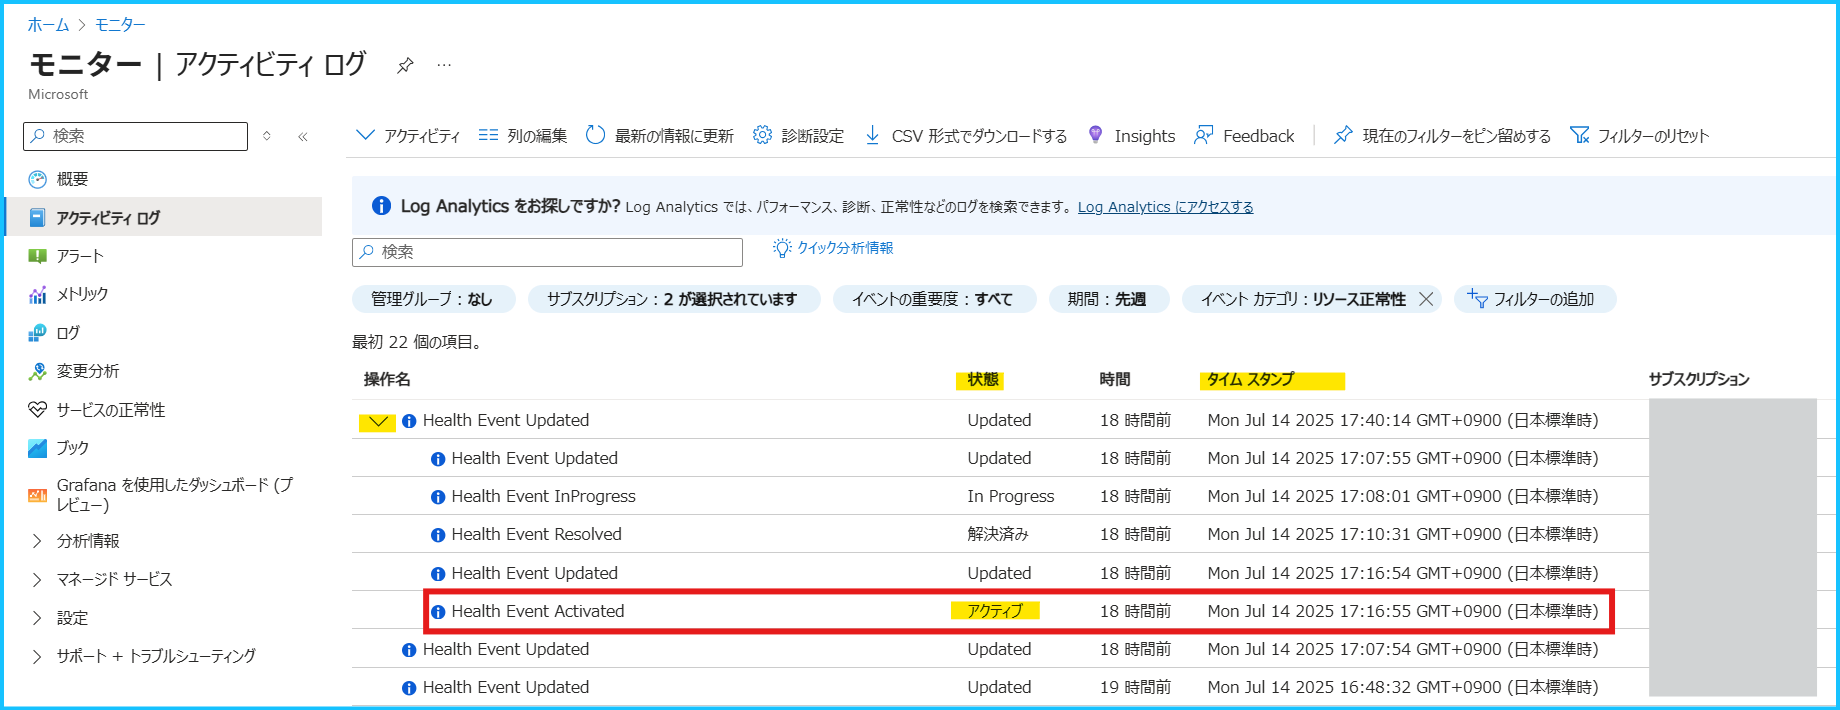 ホーム > モニター
モニター | アクティビティ ログ ...
Microsoft
検索
概要
アクティビティ ログ
アラート
メトリック
ログ
変更分析
サービスの正常性
ブック
Grafana を使用したダッシュボード (プ
レビュー)
分析情報
マネージド サービス
設定
サポート + トラブルシューティング
アクティビティ 列の編集 最新の情報に更新 診断設定 CSV 形式でダウンロードする Insights Feedback 現在のフィルターをピン留めする フィルターのリセット
Log Analytics をお探しですか? Log Analytics では、パフォーマンス、診断、正常性などのログを検索できます。 Log Analytics にアクセスする
検索 クイック分析情報
管理グループ : なし サブスクリプション : 2 が選択されています イベントの重要度 : すべて 期間 : 先週 イベント カテゴリ : リソース正常性 フィルターの追加
最初 22 個の項目。
操作名 状態 時間 タイム スタンプ サブスクリプション
Health Event Updated Updated 18 時間前 Mon Jul 14 2025 17:40:14 GMT+0900 (日本標準時)
Health Event Updated Updated 18 時間前 Mon Jul 14 2025 17:07:55 GMT+0900 (日本標準時)
Health Event InProgress In Progress 18 時間前 Mon Jul 14 2025 17:08:01 GMT+0900 (日本標準時)
Health Event Resolved 解決済み 18 時間前 Mon Jul 14 2025 17:10:31 GMT+0900 (日本標準時)
Health Event Updated Updated 18 時間前 Mon Jul 14 2025 17:16:54 GMT+0900 (日本標準時)
Health Event Activated アクティブ 18 時間前 Mon Jul 14 2025 17:16:55 GMT+0900 (日本標準時)
Health Event Updated Updated 18 時間前 Mon Jul 14 2025 17:07:54 GMT+0900 (日本標準時)
Health Event Updated Updated 19 時間前 Mon Jul 14 2025 16:48:32 GMT+0900 (日本標準時)